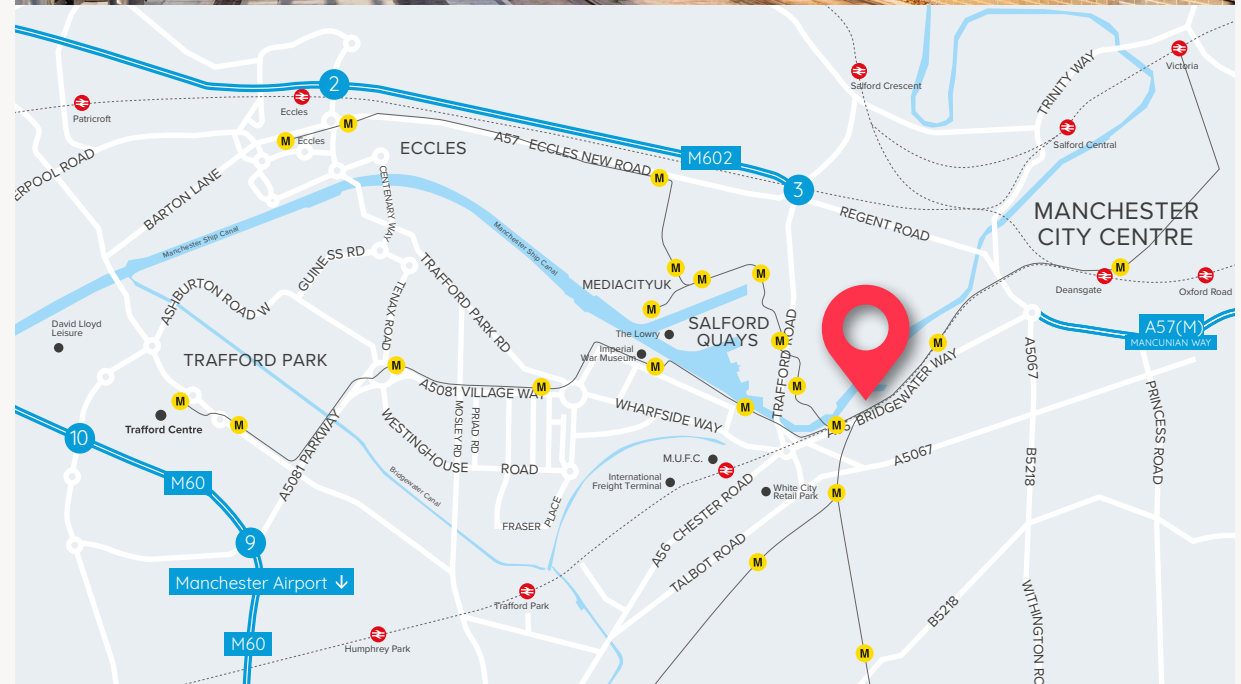 Victoria
Salford Crescent
TRINITY WAY
2
Eccles
Patricroft
M
M
Eccles
ECCLES
A57 ECCLES NEW ROAD
M602
Salford Central
ERPOOL ROAD
BARTON LANE
CENTENARY WAY
M
3
REGENT ROAD
MANCHESTER
CITY CENTRE
Manchester Ship Canal
Manchester Ship Canal
GUINESS RD
TRAFFORD PARK RD
ASHBURTON ROAD W
TENAX ROAD
M
M
M
M
M
MEDIACITYUK
Deansgate
Oxford Road
David Lloyd
Leisure
The Lowry
SALFORD
QUAYS
Imperial
War Museum
TRAFFORD ROAD
M
M
A57(M)
MANCUNIAN WAY
TRAFFORD PARK
M
M
M
M
A5081 VILLAGE WAY
M
M
M
M
Trafford Centre
M
A56 BRIDGEWATER WAY
A5067
PRINCESS ROAD
WHARFSIDE WAY
MOSLEY RD
PRIAD RD
WESTINGHOUSE
ROAD
A5081 PARKWAY
10
M60
Bridgewater Canal
M.U.F.C.
International
Freight Terminal
White City
Retail Park
A5067
B5218
M
FRASER
PLACE
A56 CHESTER ROAD
TALBOT ROAD
M
9
Manchester Airport ↓
Trafford Park
B5218
WITHINGTON RO
M60
Humphrey Park
M